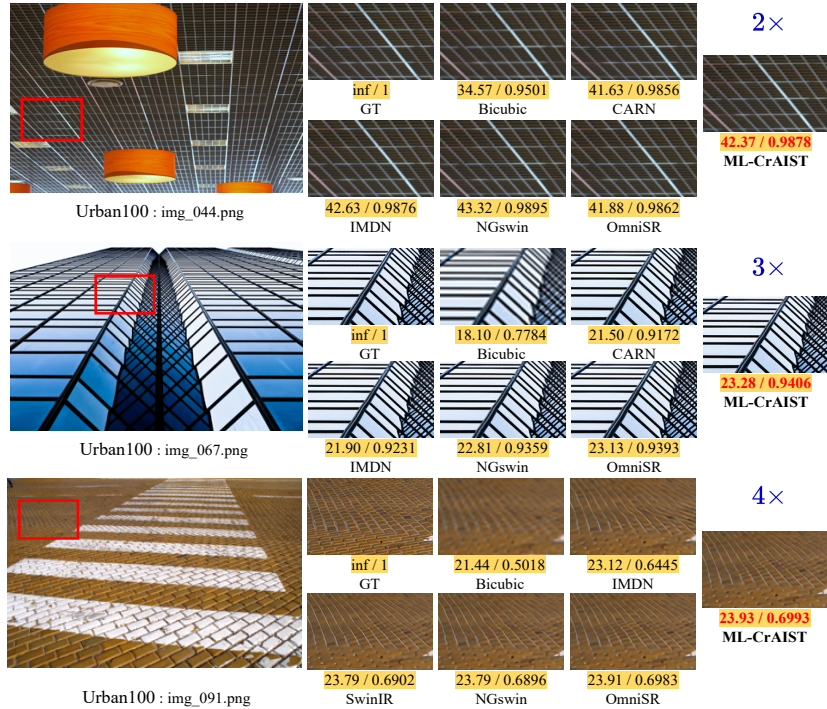 2×
inf / 1 34.57 / 0.9501 41.63 / 0.9856
GT Bicubic CARN
42.37 / 0.9878
ML-CrAIST
42.63 / 0.9876 43.32 / 0.9895 41.88 / 0.9862
IMDN NGswin OmniSR
Urban100 : img_044.png
3×
inf / 1 18.10 / 0.7784 21.50 / 0.9172
GT Bicubic CARN
23.28 / 0.9406
ML-CrAIST
21.90 / 0.9231 22.81 / 0.9359 23.13 / 0.9393
IMDN NGswin OmniSR
Urban100 : img_067.png
4×
inf / 1 21.44 / 0.5018 23.12 / 0.6445
GT Bicubic IMDN
23.93 / 0.6993
ML-CrAIST
23.79 / 0.6902 23.79 / 0.6896 23.91 / 0.6983
SwinIR NGswin OmniSR
Urban100 : img_091.png